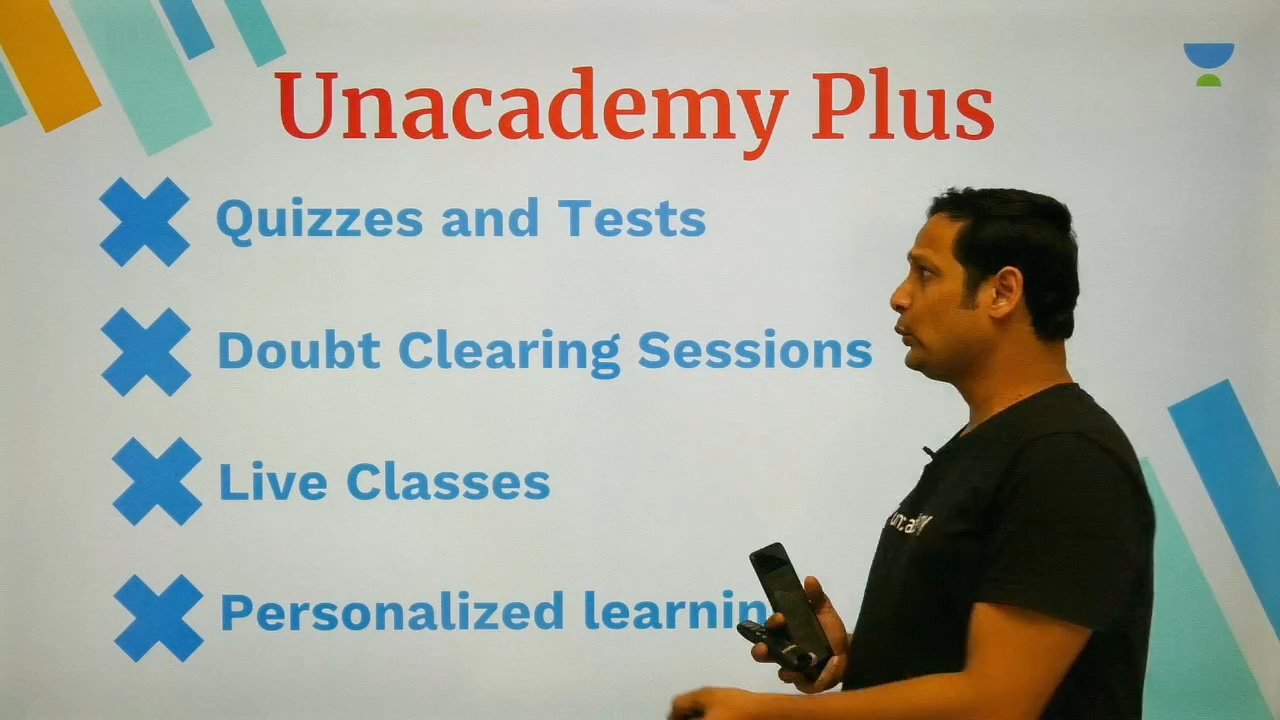 Unacademy Plus
Quizzes and Tests
Doubt Clearing Sessions
Live Classes
Personalized learnin